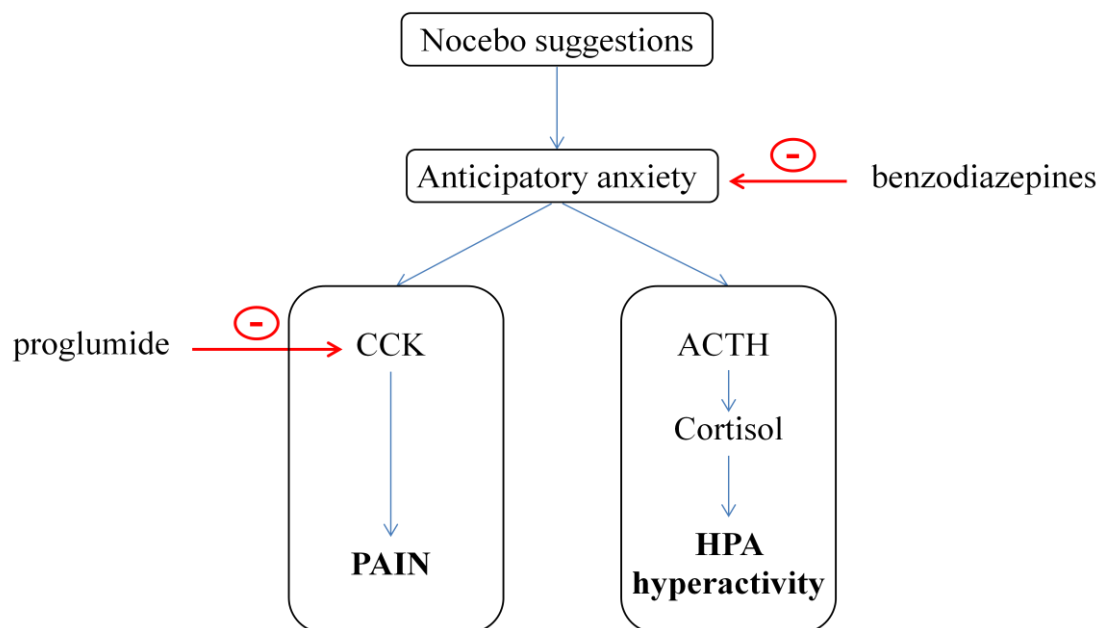 Nocebo suggestions
-
Anticipatory anxiety
benzodiazepines
-
proglumide
CCK
PAIN
ACTH
Cortisol
HPA
hyperactivity